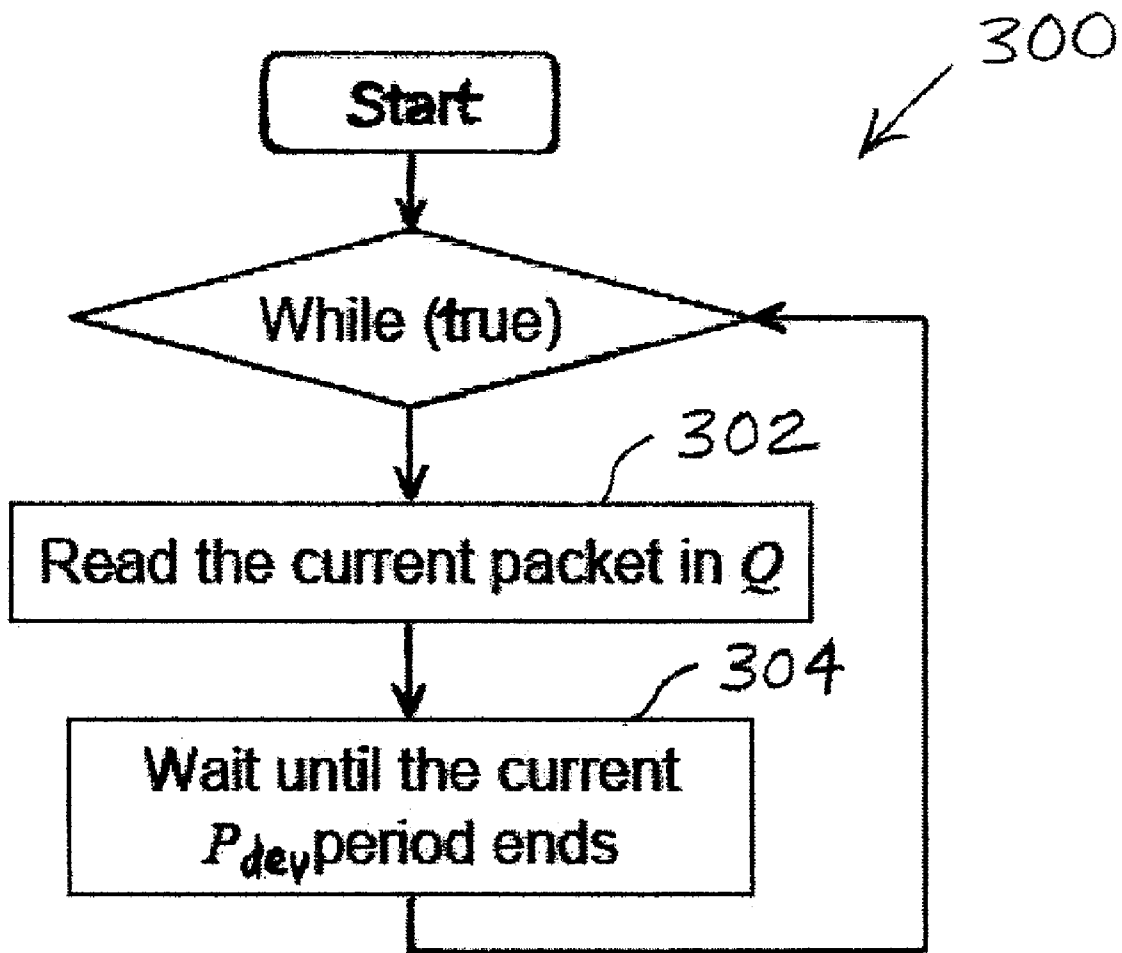 300
Start
While (true)
302
Read the current packet in Q
304
Wait until the current
Pdev period ends